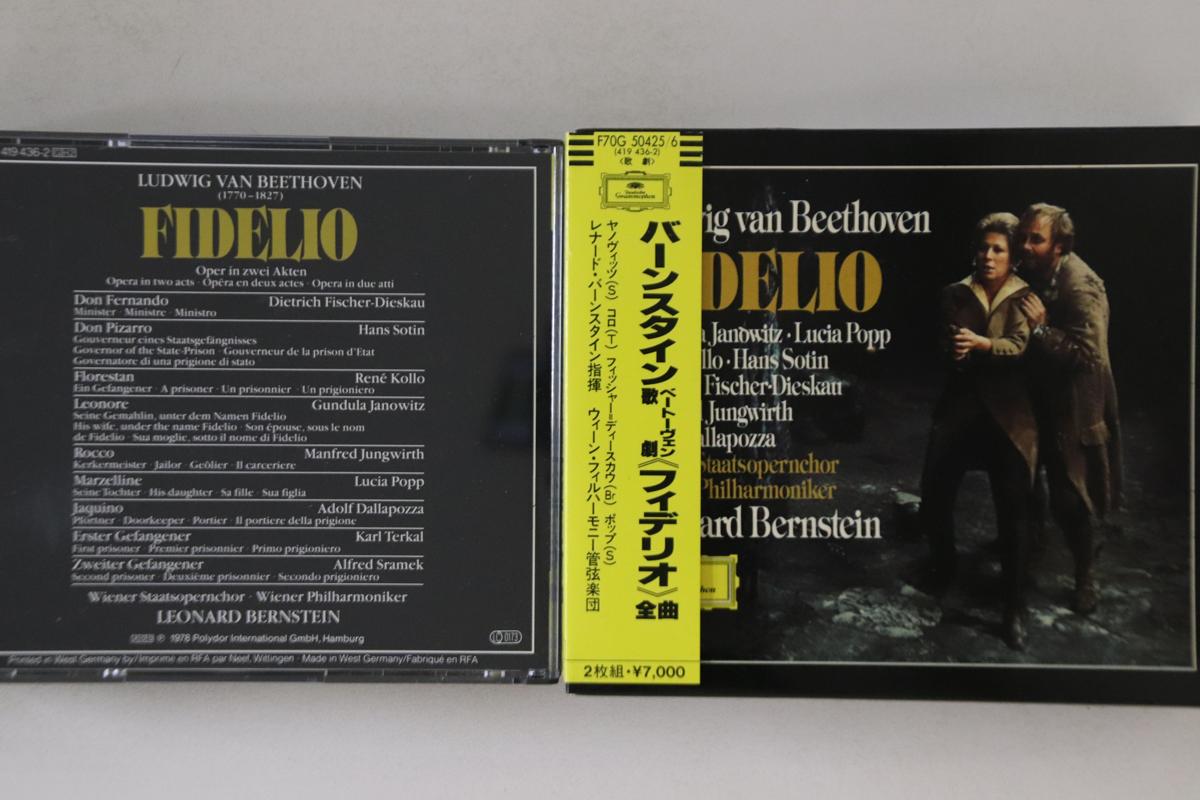 419 436-2
LUDWIG VAN BEETHOVEN
(1770-1827)
FIDELIO
Oper in zwei Akten
Opera in two acts · Opéra en deux actes · Opera in due atti
Don Fernando Dietrich Fischer-Dieskau
Minister · Ministre · Ministro
Don Pizarro Hans Sotin
Gouverneur eines Staatsgefängnisses
Governor of the State-Prison · Gouverneur de la prison d'Etat
Governatore di una prigione di stato
Florestan René Kollo
Ein Gefangener · A prisoner · Un prisonnier · Un prigioniero
Leonore Gundula Janowitz
Seine Gemahlin, unter dem Namen Fidelio
His wife, under the name Fidelio · Son épouse, sous le nom
de Fidelio · Sua moglie, sotto il nome di Fidelio
Rocco Manfred Jungwirth
Kerkermeister · Jailor · Geôlier · Il carceriere
Marzelline Lucia Popp
Seine Tochter · His daughter · Sa fille · Sua figlia
Jaquino Adolf Dallapozza
Pförtner · Doorkeeper · Portier · Il portiere della prigione
Erster Gefangener Karl Terkal
First prisoner · Premier prisonnier · Primo prigioniero
Zweiter Gefangener Alfred Sramek
Second prisoner · Deuxième prisonnier · Secondo prigioniero
Wiener Staatsopernchor · Wiener Philharmoniker
LEONARD BERNSTEIN
℗ 1978 Polydor International GmbH, Hamburg
LC 0173
Printed in West Germany by/Imprimé en RFA par Neef, Wittingen · Made in West Germany/Fabriqué en RFA
F70G 50425/6
(419 436-2)
〈歌 劇〉
Deutsche
Grammophon
バーンスタイン
ベートーヴェン
歌劇《フィデリオ》全曲
ヤノヴィッツ(S) コロ(T) フィッシャー=ディースカウ(Br) ポップ(S)
レナード・バーンスタイン指揮 ウィーン・フィルハーモニー管弦楽団
2枚組・¥7,000
wig van Beethoven
DELIO
a Janowitz · Lucia Popp
llo · Hans Sotin
Fischer-Dieskau
Jungwirth
allapozza
Staatsopernchor
Philharmoniker
ard Bernstein